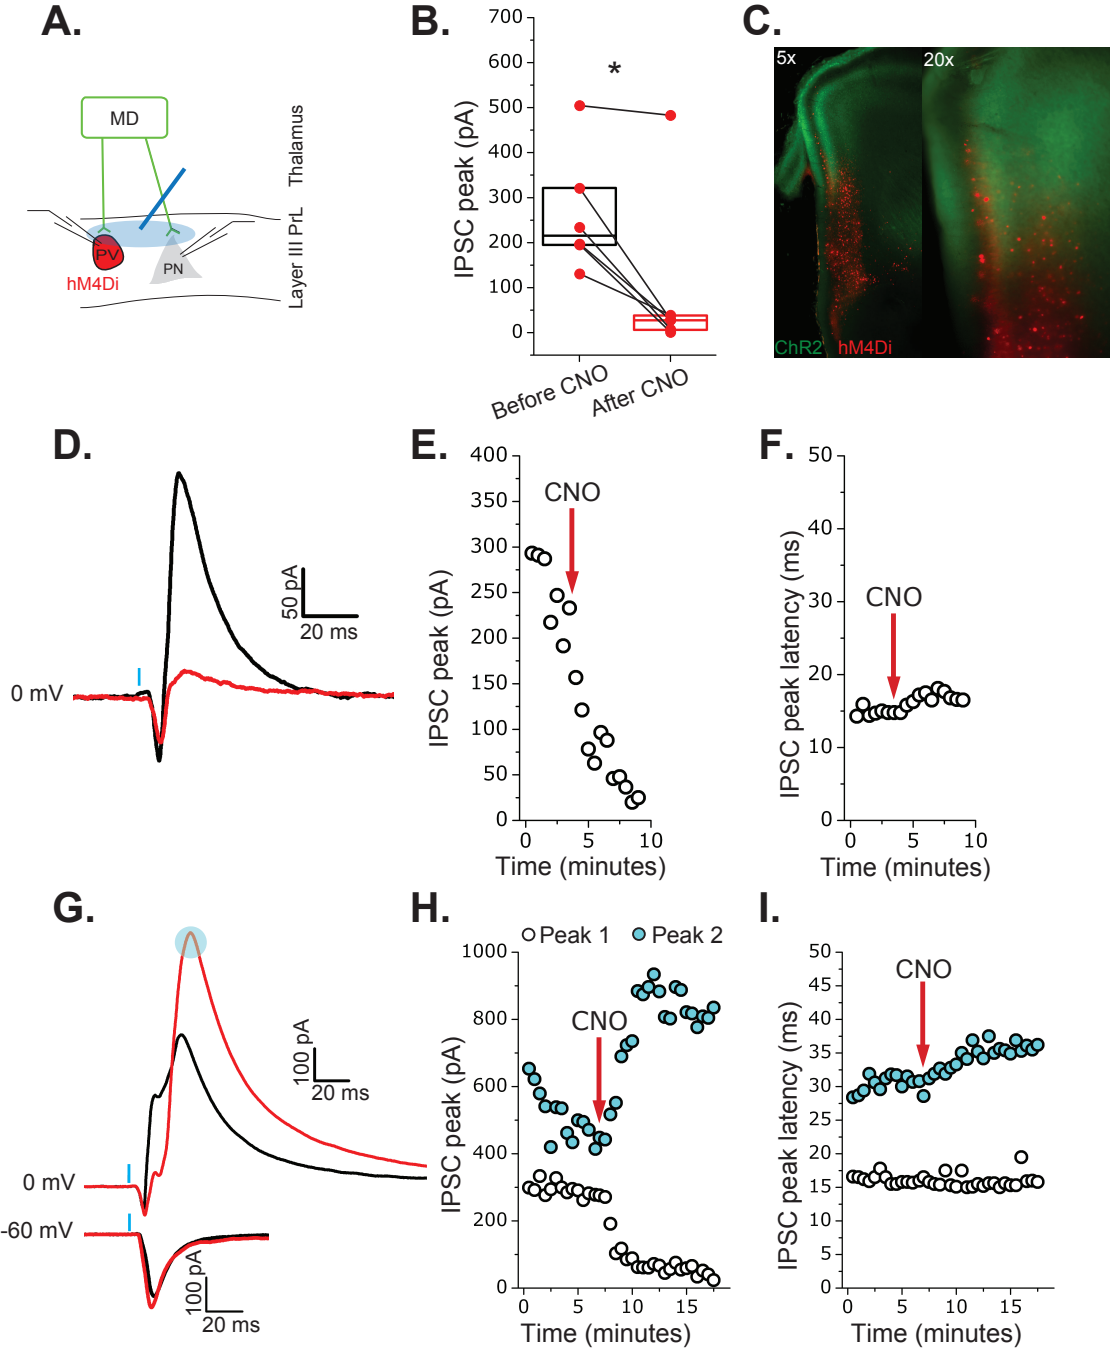 A.
MD
Thalamus
Layer III PrL
PV
PN
hM4Di
B.
IPSC peak (pA)
700
600
500
400
300
200
100
0
*
Before CNO
After CNO
C.
5x
20x
ChR2
hM4Di
D.
50 pA
20 ms
0 mV
E.
IPSC peak (pA)
400
350
300
250
200
150
100
50
0
CNO
0 5 10
Time (minutes)
F.
IPSC peak latency (ms)
50
40
30
20
10
0
CNO
0 5 10
Time (minutes)
G.
100 pA
20 ms
0 mV
-60 mV
100 pA
20 ms
H.
Peak 1 Peak 2
IPSC peak (pA)
1000
800
600
400
200
0
CNO
0 5 10 15
Time (minutes)
I.
IPSC peak latency (ms)
50
45
40
35
30
25
20
15
10
5
0
CNO
0 5 10 15
Time (minutes)